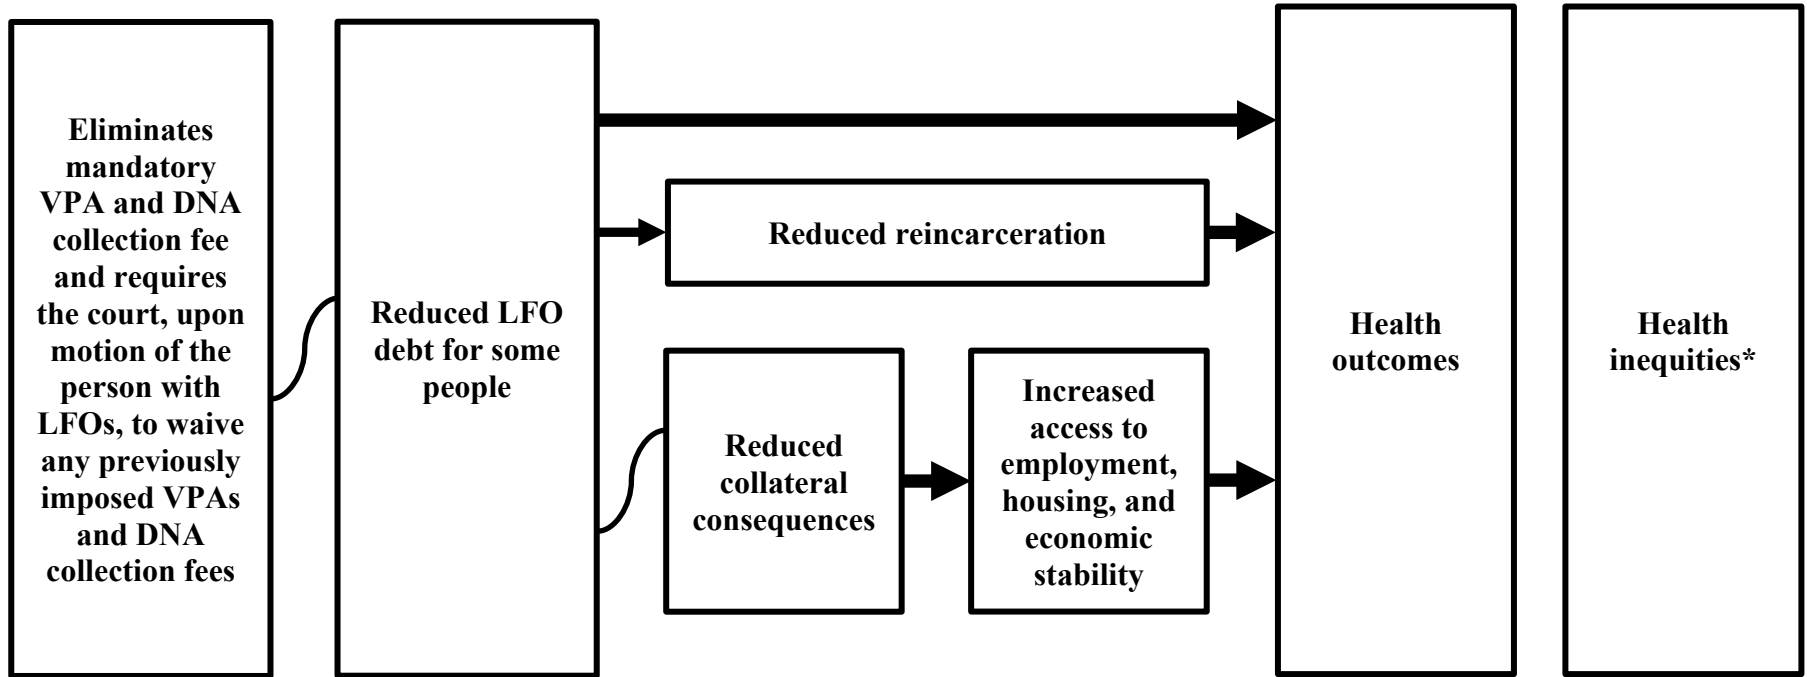 Eliminates
mandatory
VPA and DNA
collection fee
and requires
the court, upon
motion of the
person with
LFOs, to waive
any previously
imposed VPAs
and DNA
collection fees
Reduced LFO
debt for some
people
Reduced reincarceration
Reduced
collateral
consequences
Increased
access to
employment,
housing, and
economic
stability
Health
outcomes
Health
inequities*